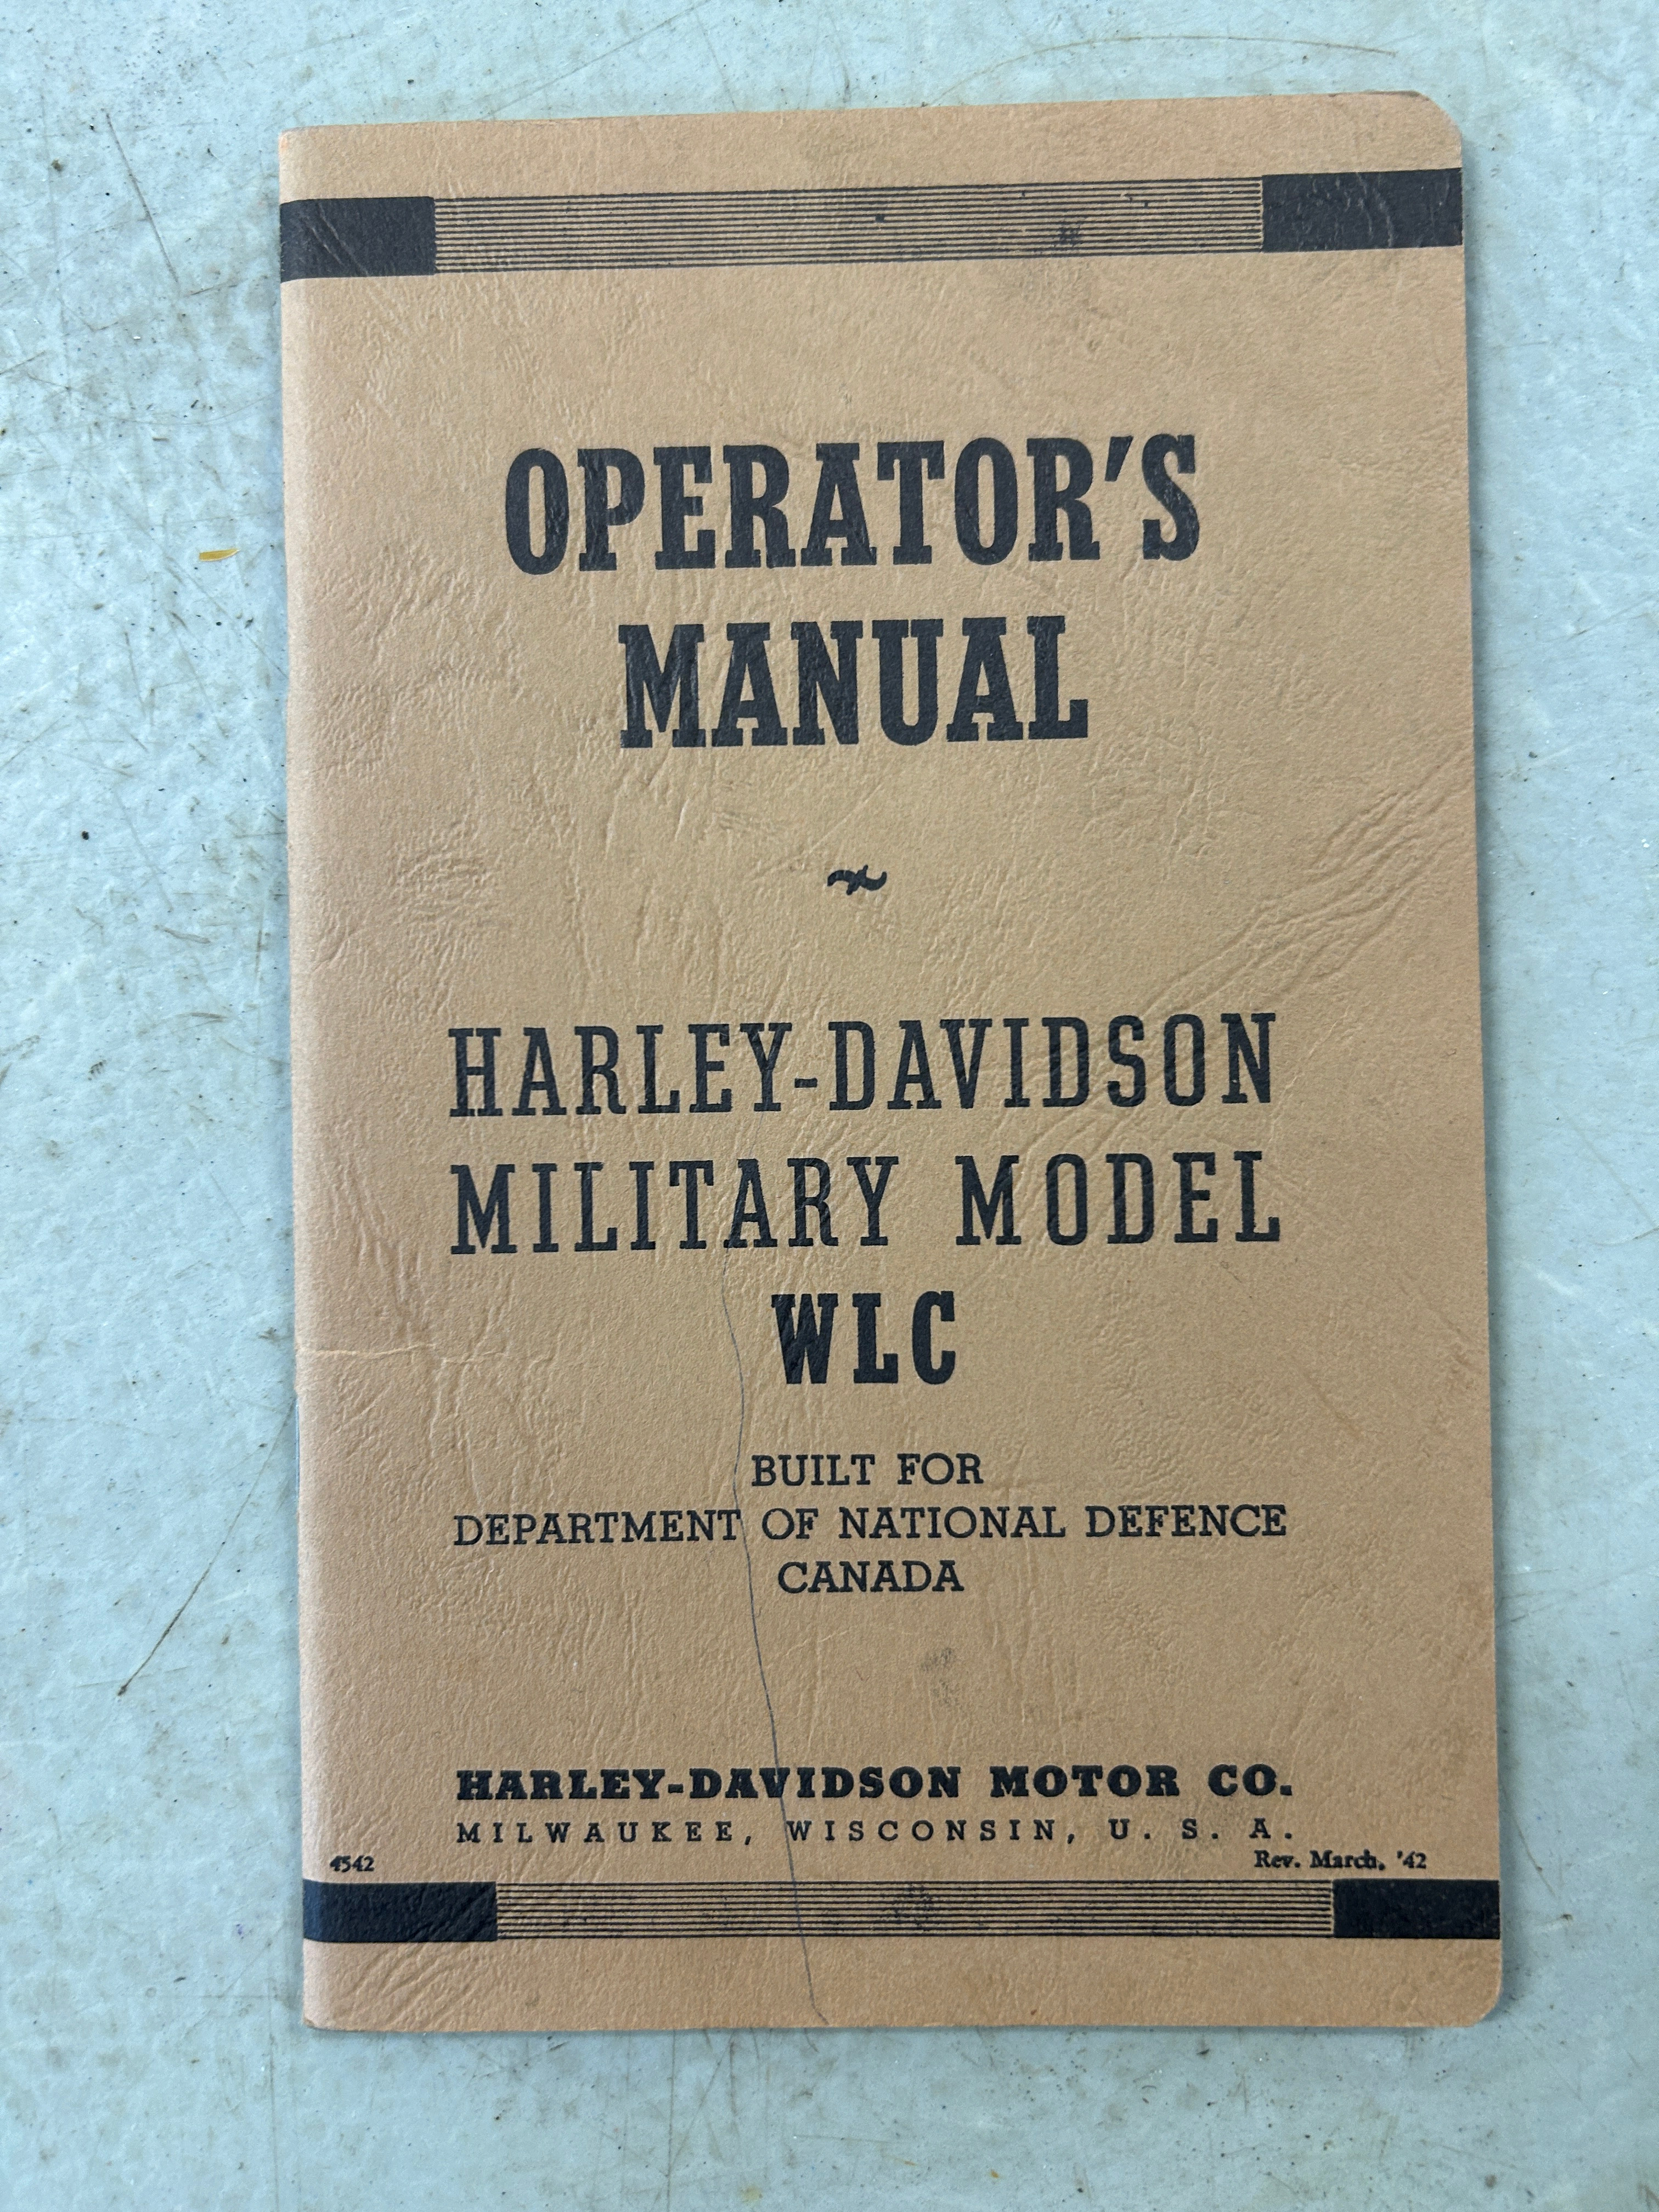 OPERATOR'S
MANUAL
HARLEY-DAVIDSON
MILITARY MODEL
WLC
BUILT FOR
DEPARTMENT OF NATIONAL DEFENCE
CANADA
HARLEY-DAVIDSON MOTOR CO.
MILWAUKEE, WISCONSIN, U. S. A.
4542 Rev. March, '42